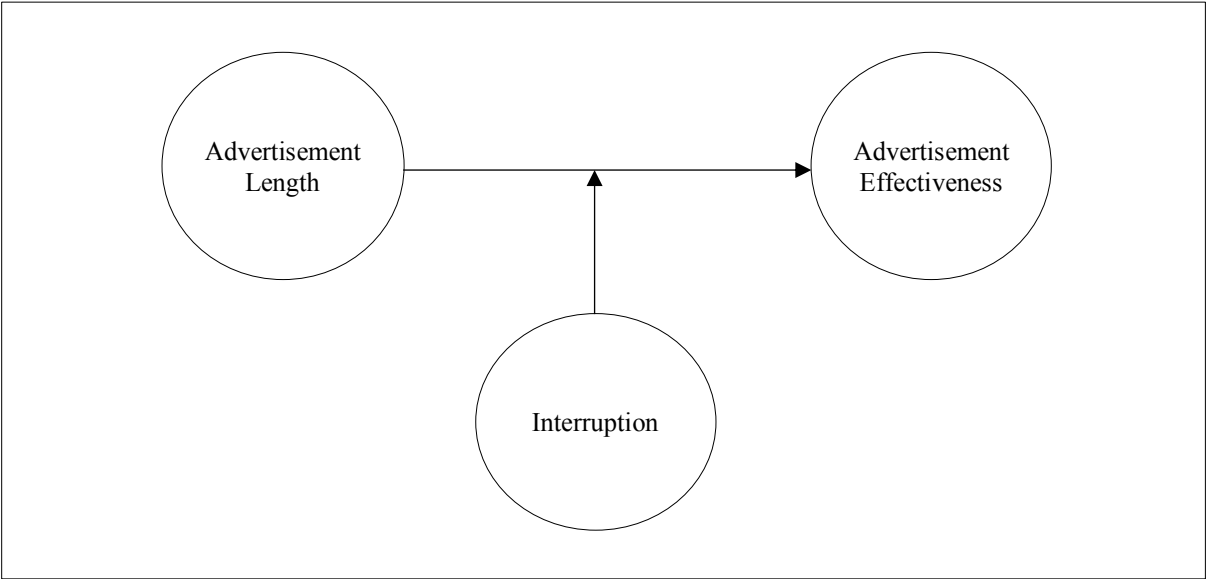 Advertisement
Length
Advertisement
Effectiveness
Interruption